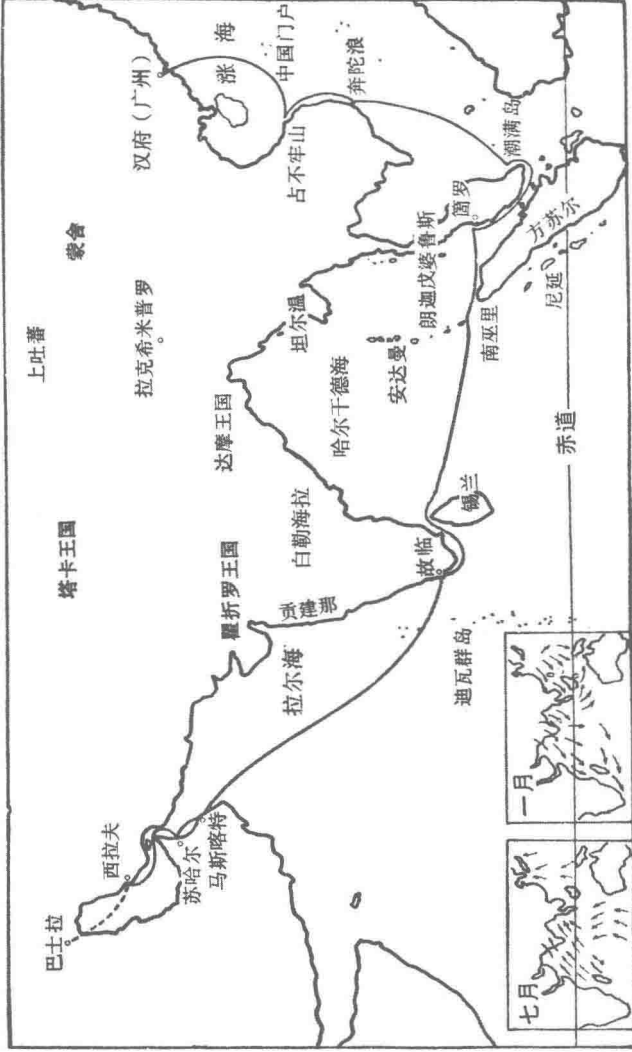 巴士拉
西拉夫
苏哈尔
马斯喀特
塔卡王国
上吐蕃
蒙舍
汉府（广州）
涨海
中国门户
拉克希米普罗
瞿折罗王国
达摩王国
白勒海拉
拉尔海
坦尔温
占不牢山
奔陀浪
哈尔干德海
安达曼
朗迦戊婆鲁斯
箇罗
潮满岛
故临
锡兰
南巫里
方苏尔
尼延
迪瓦群岛
赤道
七月
一月